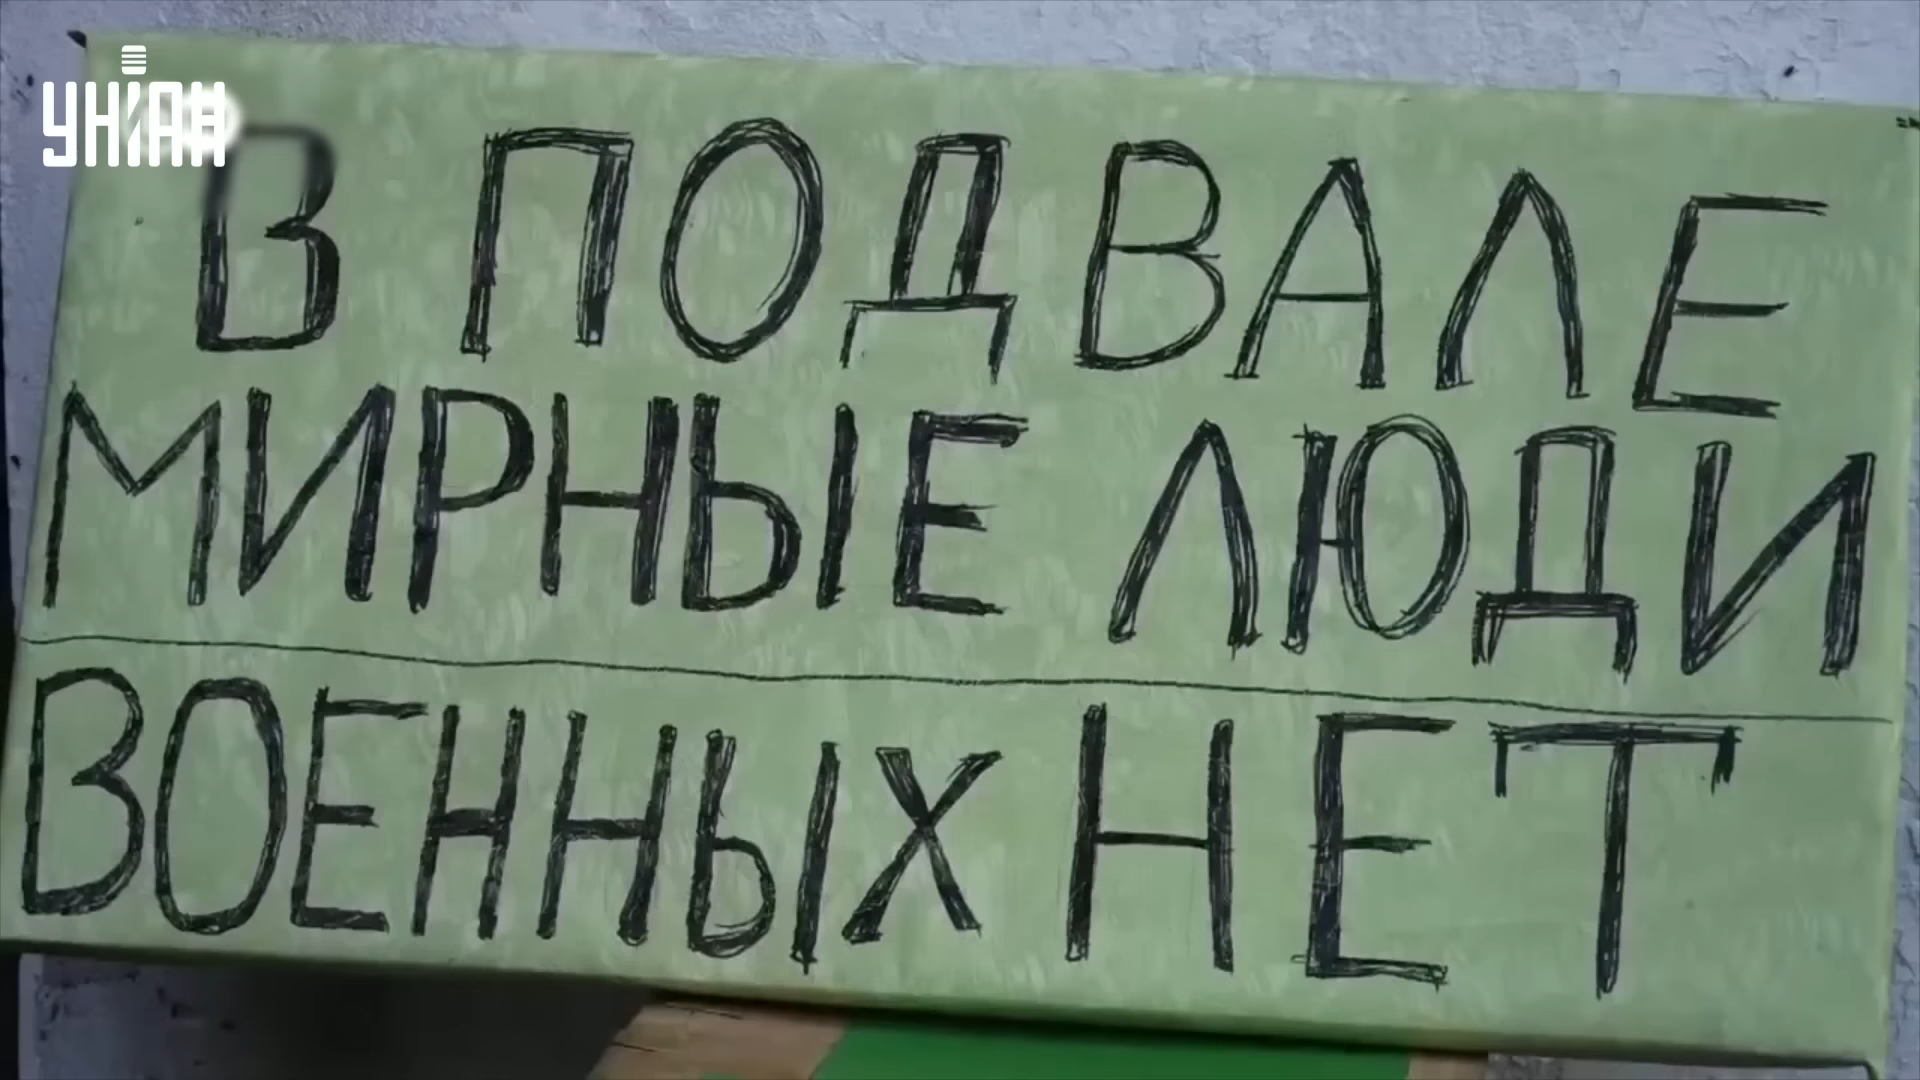 УНІАН
В ПОДВАЛЕ
МИРНЫЕ ЛЮДИ
ВОЕННЫХ НЕТ